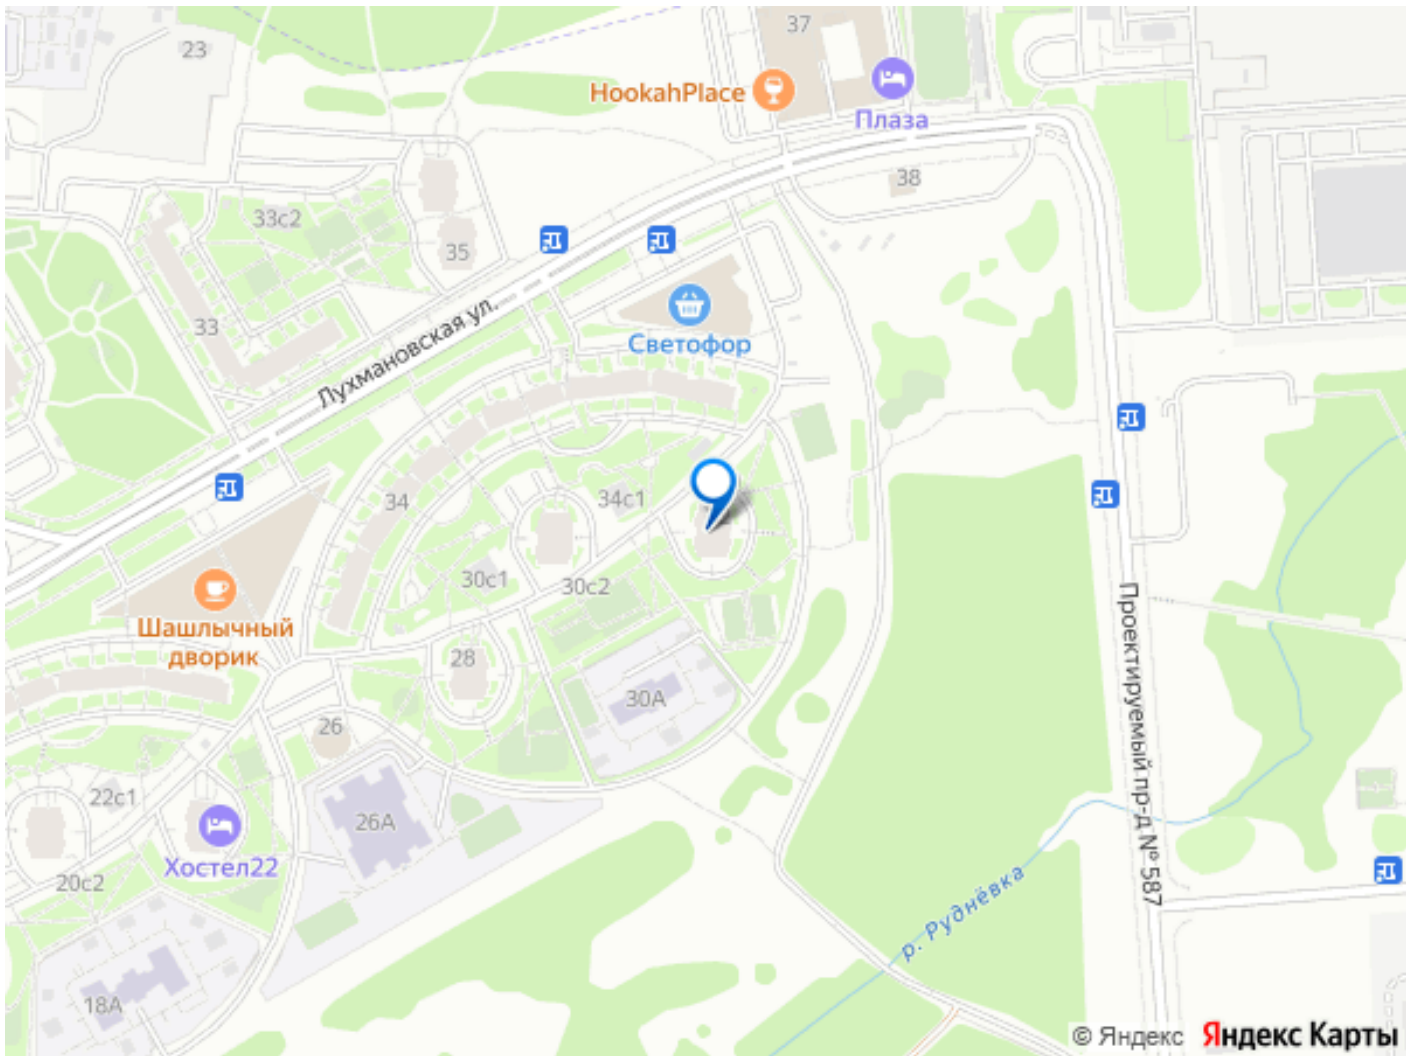 37
23
HookahPlace
Плаза
38
33с2
35
33
Лухмановская ул.
Светофор
34
34с1
30с1
30с2
Шашлычный
дворик
28
30А
26
Проектируемый пр-д № 587
22с1
26А
Хостел22
20с2
р. Руднёвка
18А
© Яндекс Яндекс Карты